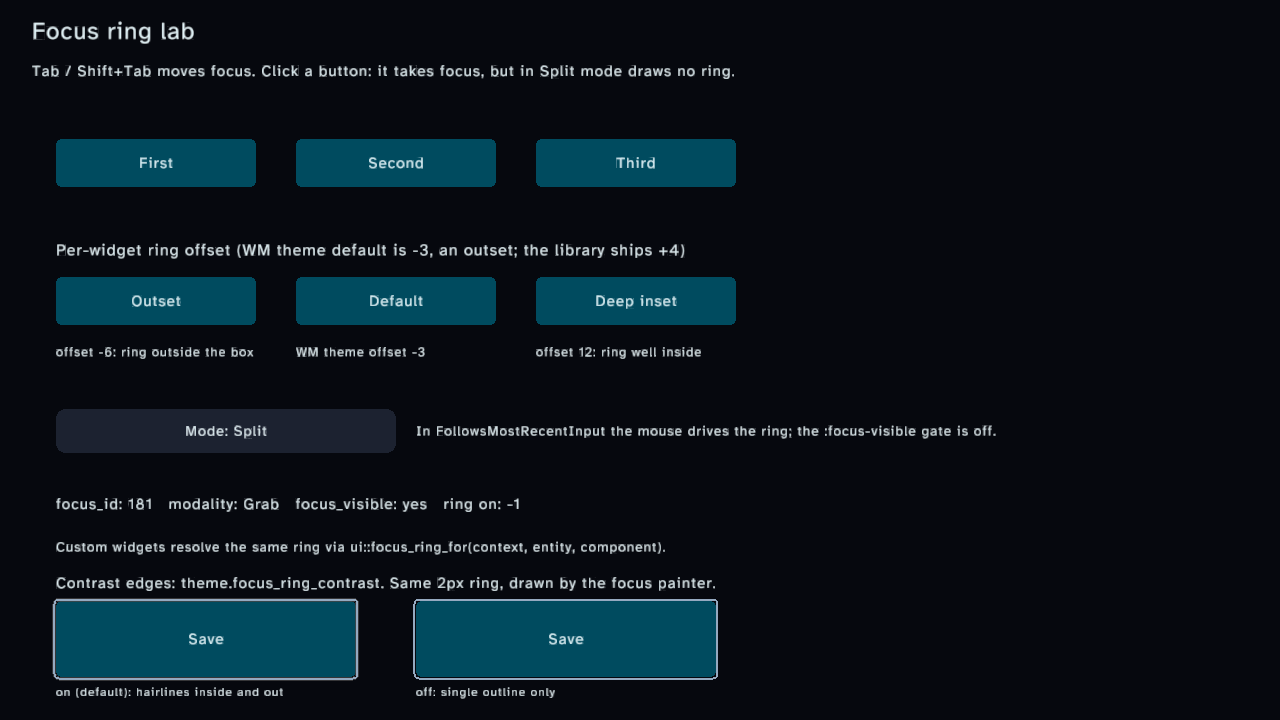 Focus ring lab
Tab / Shift+Tab moves focus. Click a button: it takes focus, but in Split mode draws no ring.
First Second Third
Per-widget ring offset (WM theme default is -3, an outset; the library ships +4)
Outset Default Deep inset
offset -6: ring outside the box WM theme offset -3 offset 12: ring well inside
Mode: Split In FollowsMostRecentInput the mouse drives the ring; the :focus-visible gate is off.
focus_id: 181 modality: Grab focus_visible: yes ring on: -1
Custom widgets resolve the same ring via ui::focus_ring_for(context, entity, component).
Contrast edges: theme.focus_ring_contrast. Same 2px ring, drawn by the focus painter.
Save Save
on (default): hairlines inside and out off: single outline only